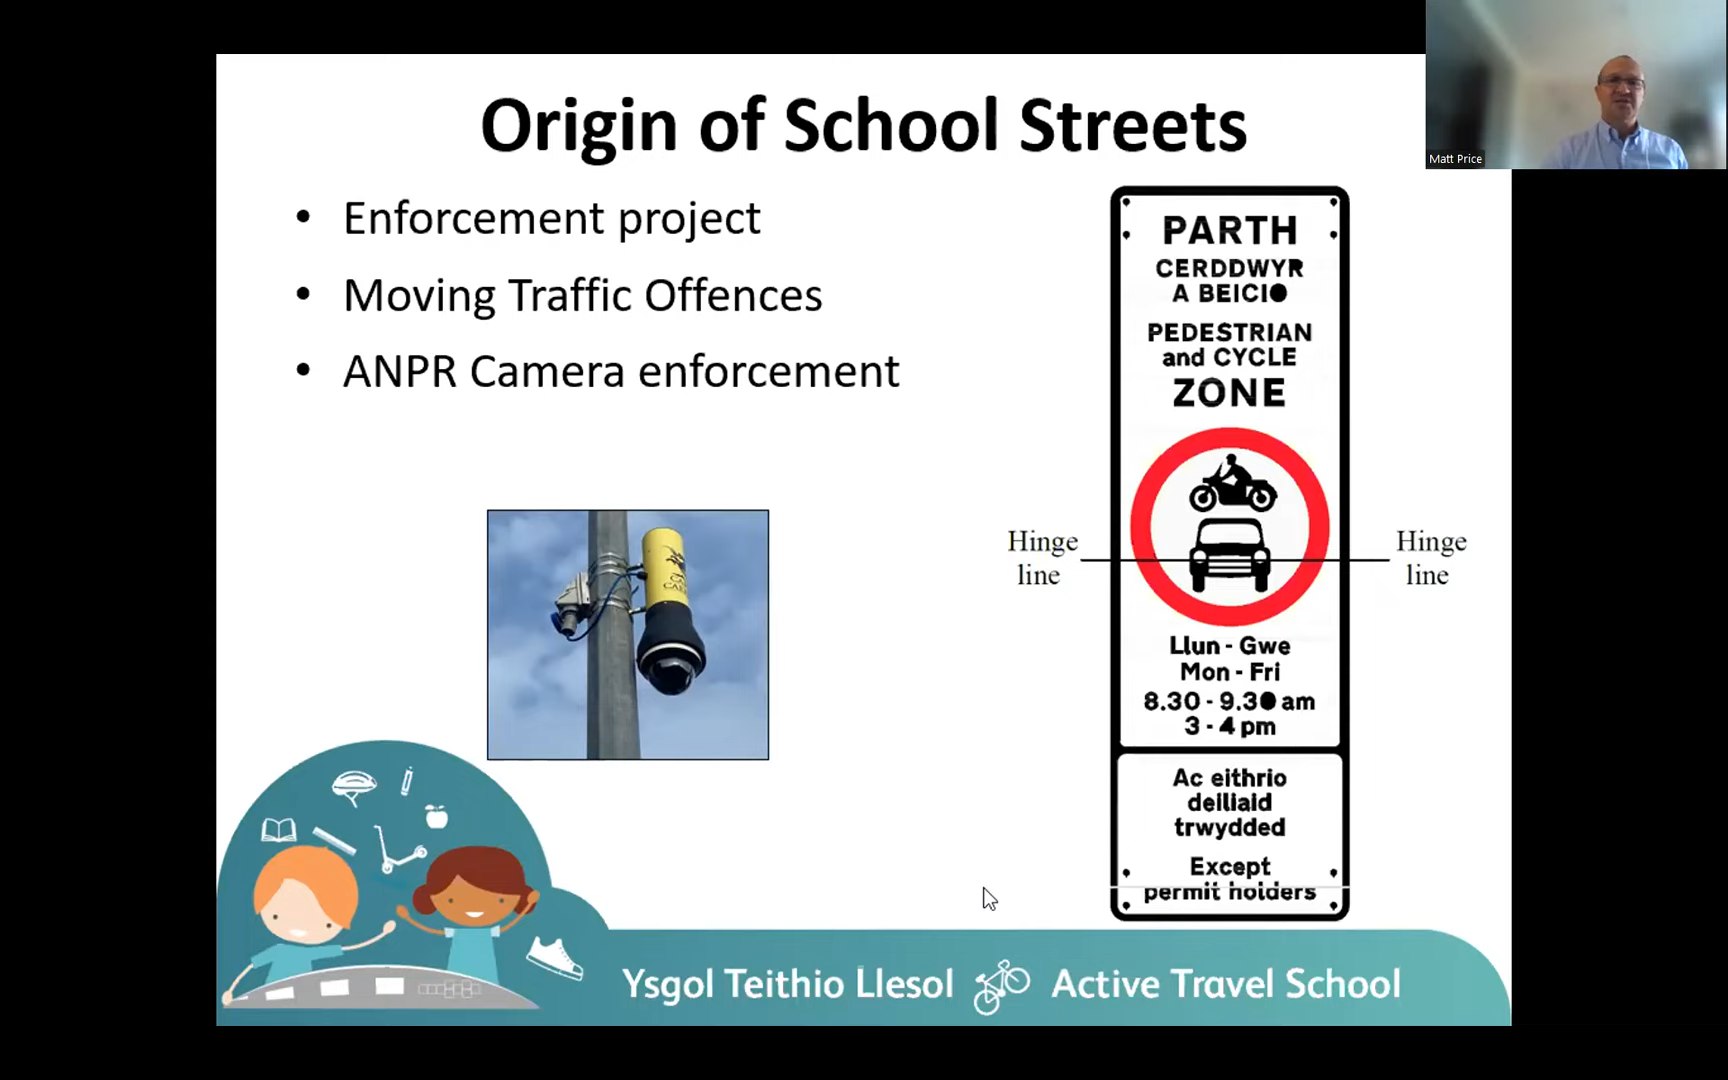 Origin of School Streets
Matt Price
• Enforcement project
• Moving Traffic Offences
• ANPR Camera enforcement
PARTH
CERDDWYR
A BEICIO
PEDESTRIAN
and CYCLE
ZONE
Hinge
line
Hinge
line
Llun - Gwe
Mon - Fri
8.30 - 9.30 am
3 - 4 pm
Ac eithrio
deiliaid
trwydded
Except
permit holders
Ysgol Teithio Llesol
Active Travel School